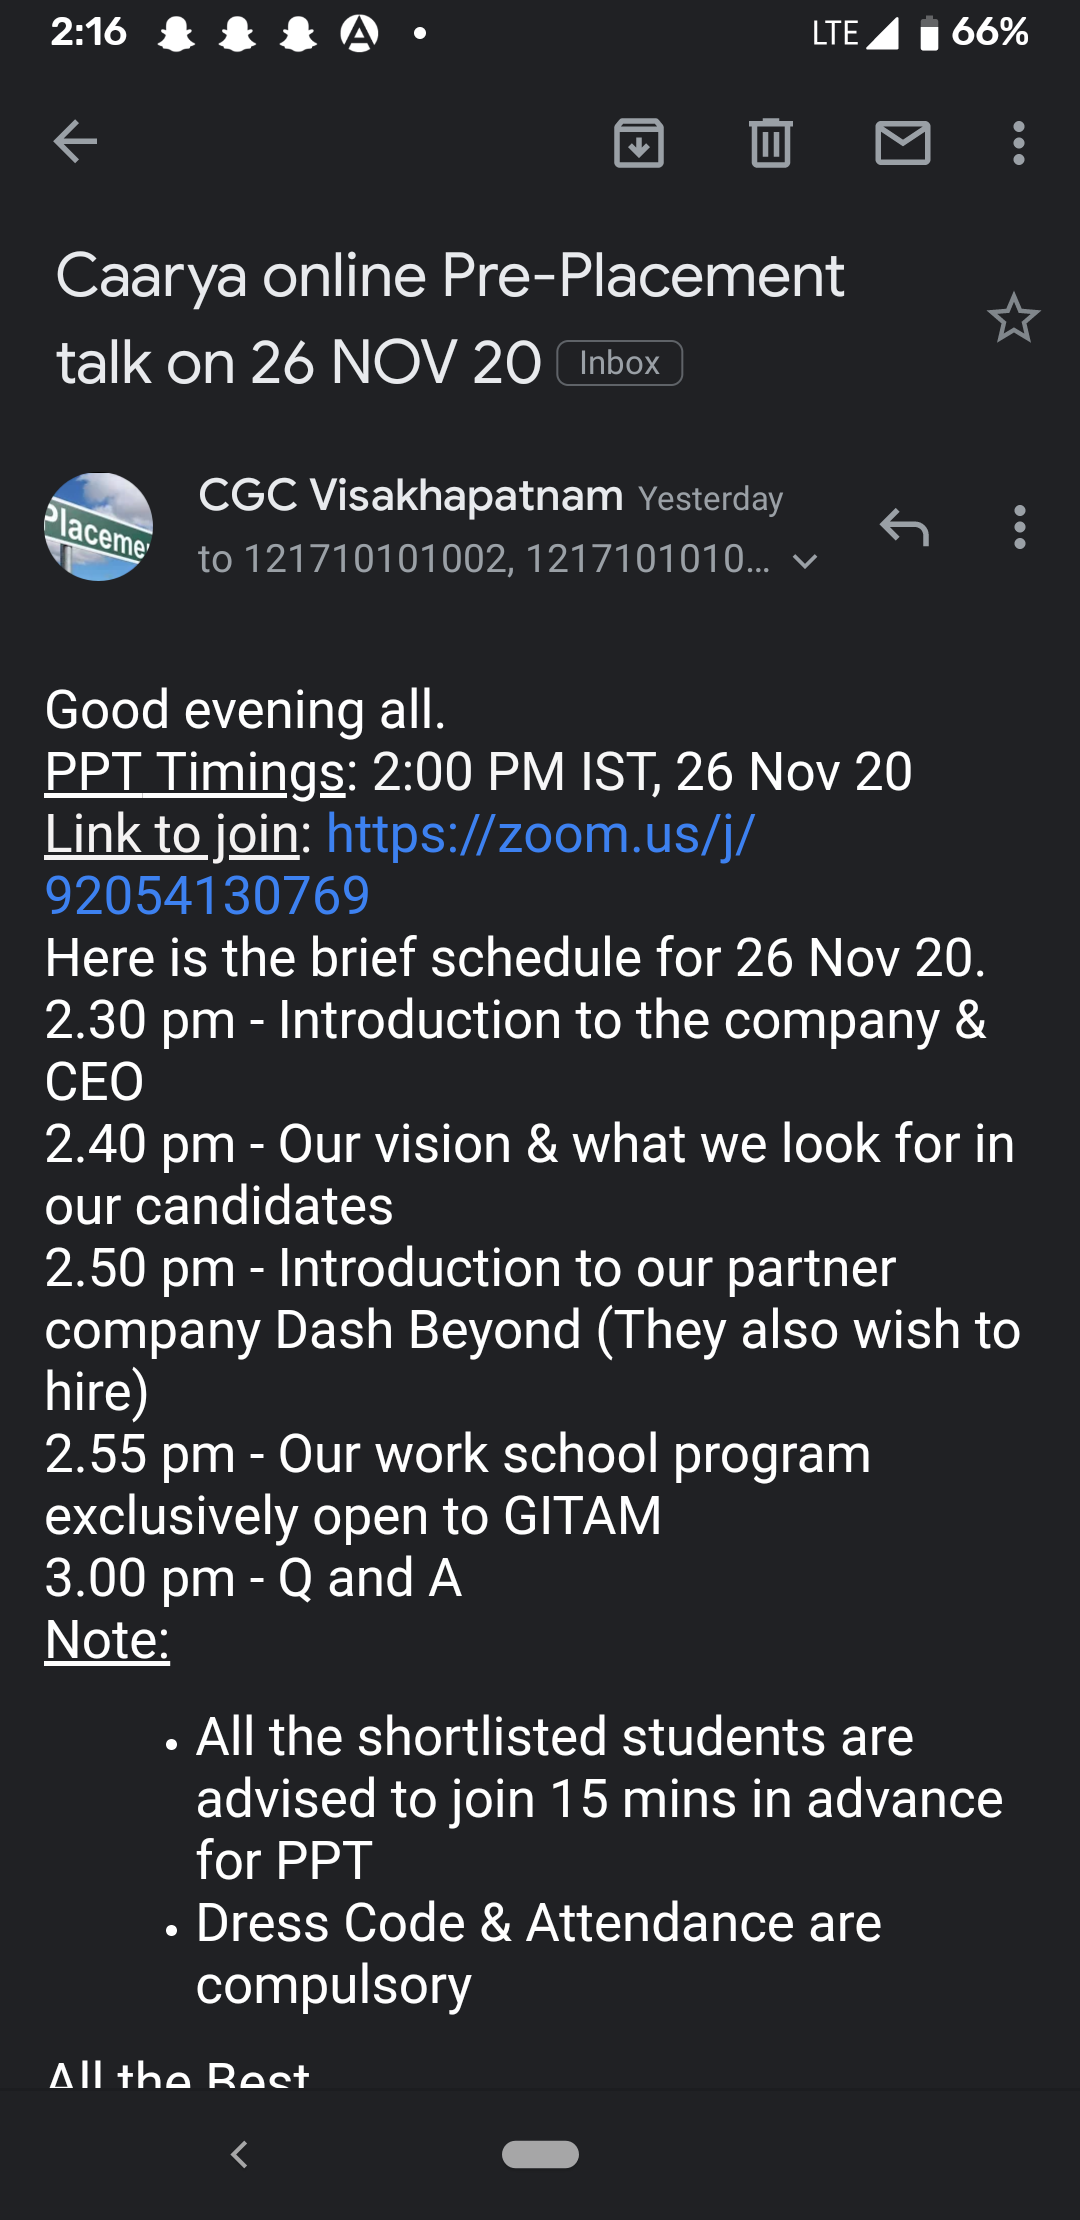 2:16 LTE 66%
Caarya online Pre-Placement
talk on 26 NOV 20 Inbox
Placeme
CGC Visakhapatnam Yesterday
to 121710101002, 1217101010...
Good evening all.
PPT Timings: 2:00 PM IST, 26 Nov 20
Link to join: https://zoom.us/j/
92054130769
Here is the brief schedule for 26 Nov 20.
2.30 pm - Introduction to the company &
CEO
2.40 pm - Our vision & what we look for in
our candidates
2.50 pm - Introduction to our partner
company Dash Beyond (They also wish to
hire)
2.55 pm - Our work school program
exclusively open to GITAM
3.00 pm - Q and A
Note:
• All the shortlisted students are
advised to join 15 mins in advance
for PPT
• Dress Code & Attendance are
compulsory
All the Best